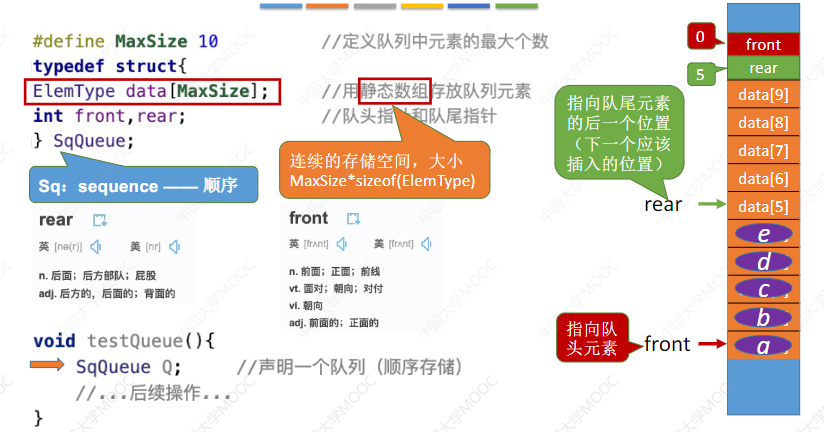 #define MaxSize 10 //定义队列中元素的最大个数
typedef struct{
ElemType data[MaxSize]; //用静态数组存放队列元素
int front,rear; //队头指针和队尾指针
} SqQueue;
Sq：sequence —— 顺序
连续的存储空间，大小
MaxSize*sizeof(ElemType)
rear
英 [rɪə(r)] 美 [rɪr]
n. 后面；后方部队；屁股
adj. 后方的，后面的；背面的
front
英 [frʌnt] 美 [frʌnt]
n. 前面；正面；前线
vt. 面对；朝向；对付
vi. 朝向
adj. 前面的；正面的
void testQueue(){
SqQueue Q; //声明一个队列（顺序存储）
//...后续操作...
}
0
front
5
rear
data[9]
data[8]
data[7]
data[6]
data[5]
e
d
c
b
a
指向队尾元素
的后一个位置
（下一个应该
插入的位置）
rear
指向队
头元素
front
中国大学MOOC